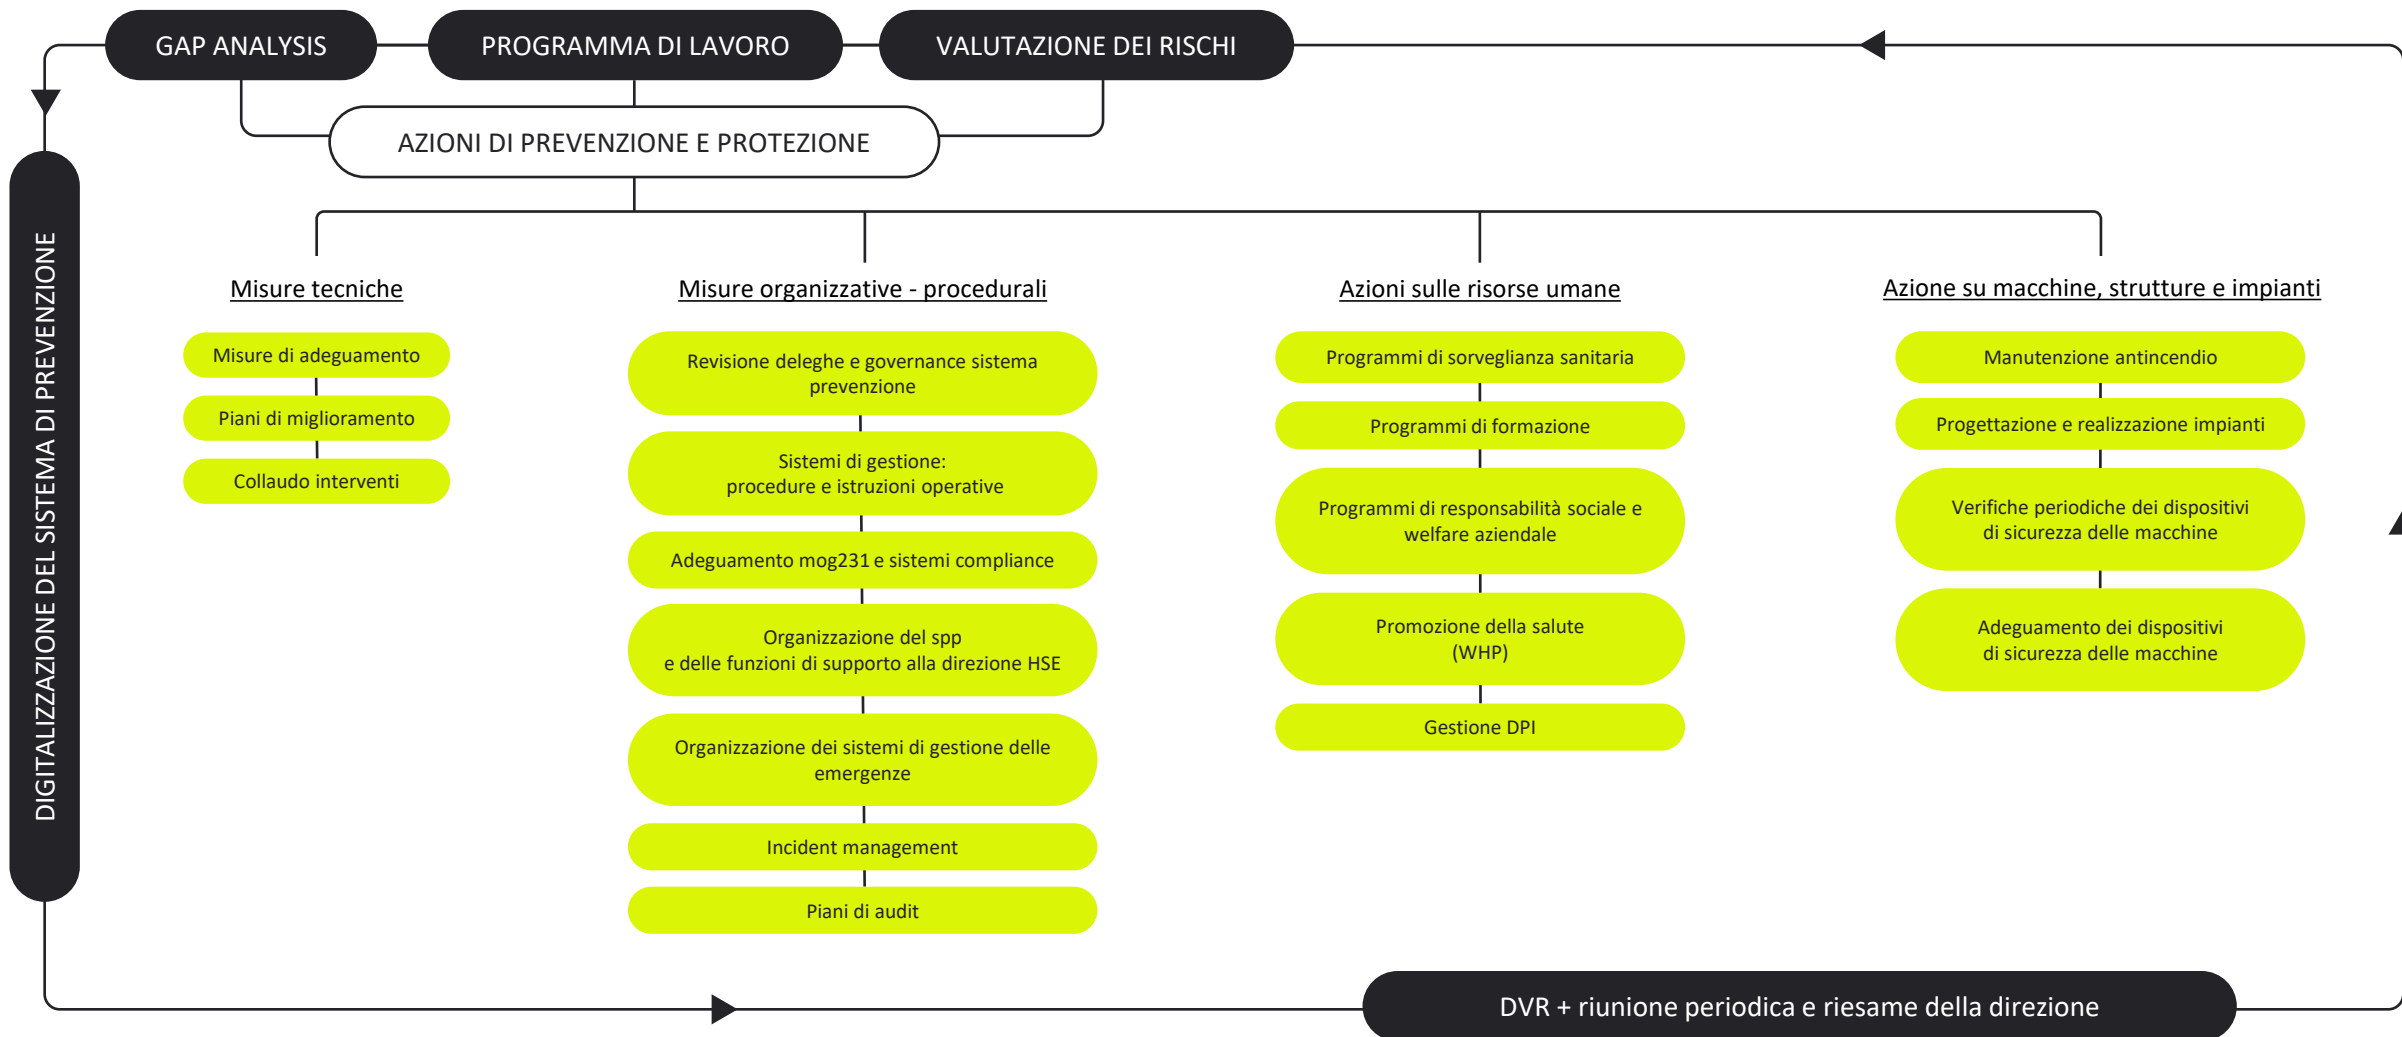 GAP ANALYSIS
PROGRAMMA DI LAVORO
VALUTAZIONE DEI RISCHI
AZIONI DI PREVENZIONE E PROTEZIONE
DIGITALIZZAZIONE DEL SISTEMA DI PREVENZIONE
Misure tecniche
Misure di adeguamento
Piani di miglioramento
Collaudo interventi
Misure organizzative - procedurali
Revisione deleghe e governance sistema
prevenzione
Sistemi di gestione:
procedure e istruzioni operative
Adeguamento mog231 e sistemi compliance
Organizzazione del spp
e delle funzioni di supporto alla direzione HSE
Organizzazione dei sistemi di gestione delle
emergenze
Incident management
Piani di audit
Azioni sulle risorse umane
Programmi di sorveglianza sanitaria
Programmi di formazione
Programmi di responsabilità sociale e
welfare aziendale
Promozione della salute
(WHP)
Gestione DPI
Azione su macchine, strutture e impianti
Manutenzione antincendio
Progettazione e realizzazione impianti
Verifiche periodiche dei dispositivi
di sicurezza delle macchine
Adeguamento dei dispositivi
di sicurezza delle macchine
DVR + riunione periodica e riesame della direzione